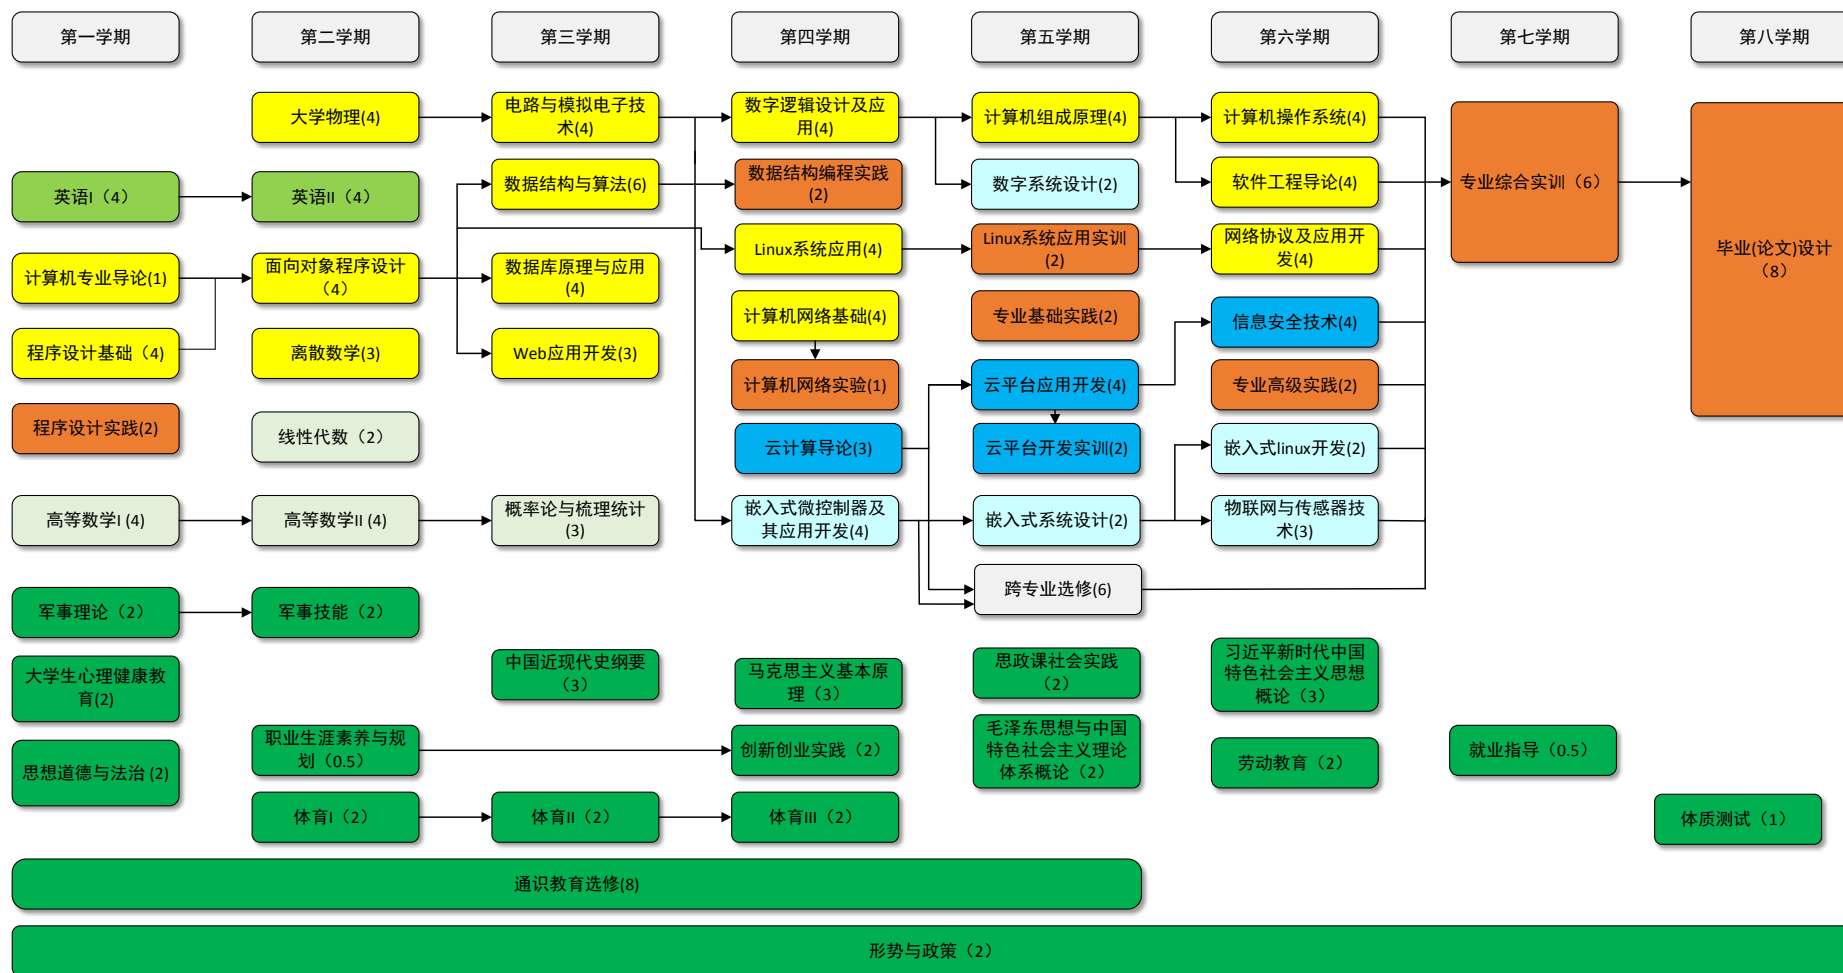 第一学期
第二学期
第三学期
第四学期
第五学期
第六学期
第七学期
第八学期
大学物理(4)
电路与模拟电子技
术(4)
数字逻辑设计及应
用(4)
计算机组成原理(4)
计算机操作系统(4)
英语I（4）
英语II（4）
数据结构与算法(6)
数据结构编程实践
(2)
数字系统设计(2)
软件工程导论(4)
专业综合实训（6）
毕业(论文)设计
（8）
计算机专业导论(1)
面向对象程序设计
（4）
数据库原理与应用
(4)
Linux系统应用(4)
Linux系统应用实训
(2)
网络协议及应用开
发(4)
程序设计基础（4）
离散数学(3)
Web应用开发(3)
计算机网络基础(4)
专业基础实践(2)
信息安全技术(4)
计算机网络实验(1)
云平台应用开发(4)
专业高级实践(2)
程序设计实践(2)
线性代数（2）
云计算导论(3)
云平台开发实训(2)
嵌入式linux开发(2)
高等数学I (4)
高等数学II (4)
概率论与梳理统计
(3)
嵌入式微控制器及
其应用开发(4)
嵌入式系统设计(2)
物联网与传感器技
术(3)
跨专业选修(6)
军事理论（2）
军事技能（2）
大学生心理健康教
育(2)
中国近现代史纲要
（3）
马克思主义基本原
理（3）
思政课社会实践
（2）
习近平新时代中国
特色社会主义思想
概论（3）
思想道德与法治 (2)
职业生涯素养与规
划（0.5）
创新创业实践（2）
毛泽东思想与中国
特色社会主义理论
体系概论（2）
劳动教育（2）
就业指导（0.5）
体育I（2）
体育II（2）
体育III（2）
体质测试（1）
通识教育选修(8)
形势与政策（2）